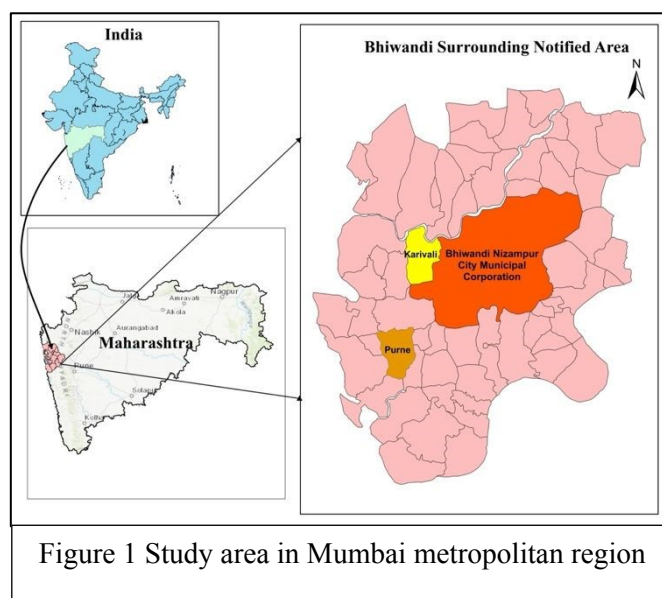 India
Bhiwandi Surrounding Notified Area
N
Karivali
Bhiwandi Nizampur
City Municipal
Corporation
Purne
Nagpur
Amravati
Akola
Nashik
Aurangabad
Maharashtra
Pune
Solapur
Figure 1 Study area in Mumbai metropolitan region